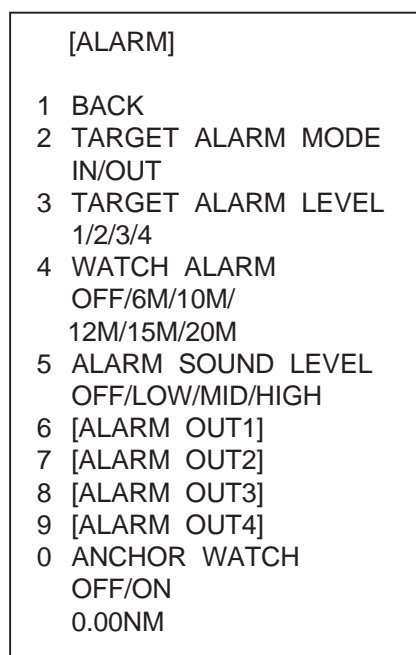 [ALARM]
1 BACK
2 TARGET ALARM MODE
IN/OUT
3 TARGET ALARM LEVEL
1/2/3/4
4 WATCH ALARM
OFF/6M/10M/
12M/15M/20M
5 ALARM SOUND LEVEL
OFF/LOW/MID/HIGH
6 [ALARM OUT1]
7 [ALARM OUT2]
8 [ALARM OUT3]
9 [ALARM OUT4]
0 ANCHOR WATCH
OFF/ON
0.00NM